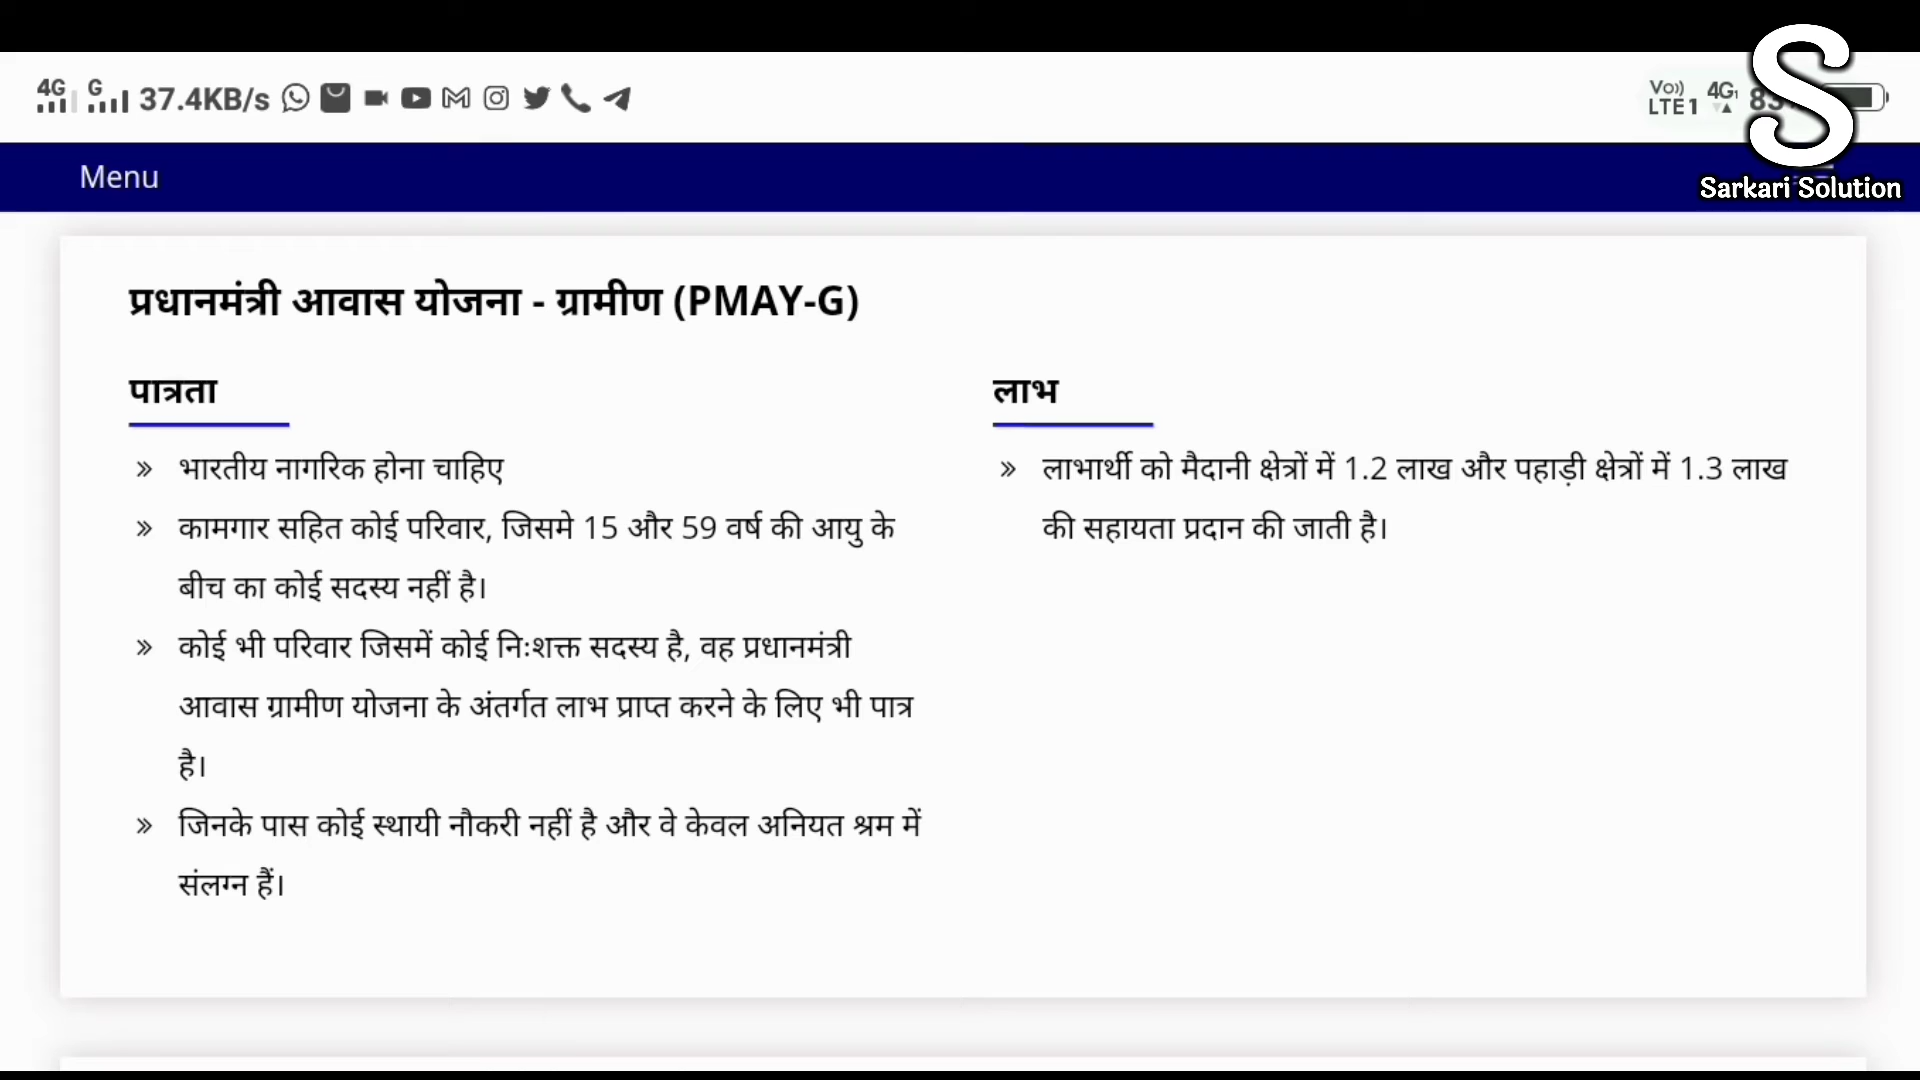 4G G 37.4KB/s
Vo)) 4G
LTE1
S
Sarkari Solution
Menu
प्रधानमंत्री आवास योजना - ग्रामीण (PMAY-G)
पात्रता
» भारतीय नागरिक होना चाहिए
» कामगार सहित कोई परिवार, जिसमे 15 और 59 वर्ष की आयु के
बीच का कोई सदस्य नहीं है।
» कोई भी परिवार जिसमें कोई निःशक्त सदस्य है, वह प्रधानमंत्री
आवास ग्रामीण योजना के अंतर्गत लाभ प्राप्त करने के लिए भी पात्र
है।
» जिनके पास कोई स्थायी नौकरी नहीं है और वे केवल अनियत श्रम में
संलग्न हैं।
लाभ
» लाभार्थी को मैदानी क्षेत्रों में 1.2 लाख और पहाड़ी क्षेत्रों में 1.3 लाख
की सहायता प्रदान की जाती है।